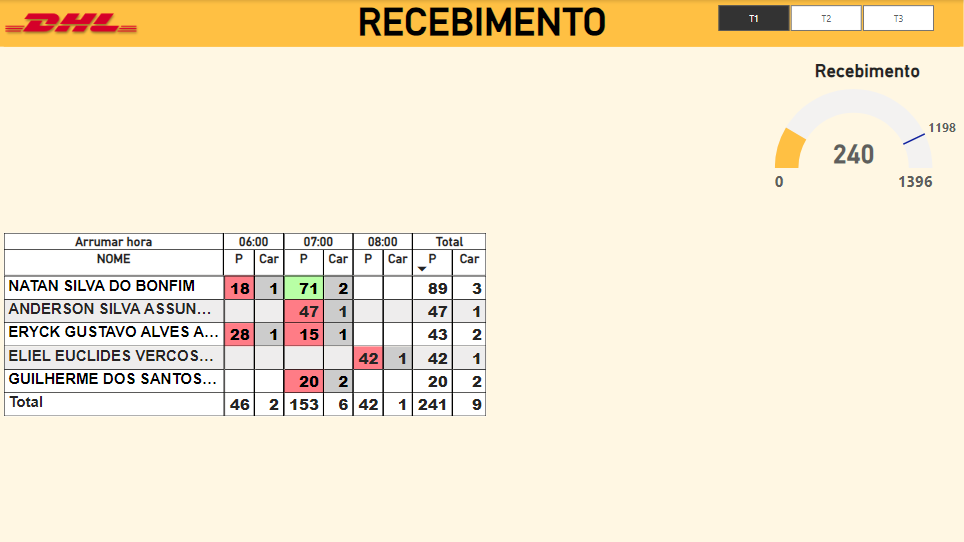 DHL
RECEBIMENTO
T1 T2 T3
Recebimento
1198
240
0 1396
Arrumar hora 06:00 07:00 08:00 Total
NOME P Car P Car P Car P Car
NATAN SILVA DO BONFIM 18 1 71 2 89 3
ANDERSON SILVA ASSUN... 47 1 47 1
ERYCK GUSTAVO ALVES A... 28 1 15 1 43 2
ELIEL EUCLIDES VERCOS... 42 1 42 1
GUILHERME DOS SANTOS... 20 2 20 2
Total 46 2 153 6 42 1 241 9